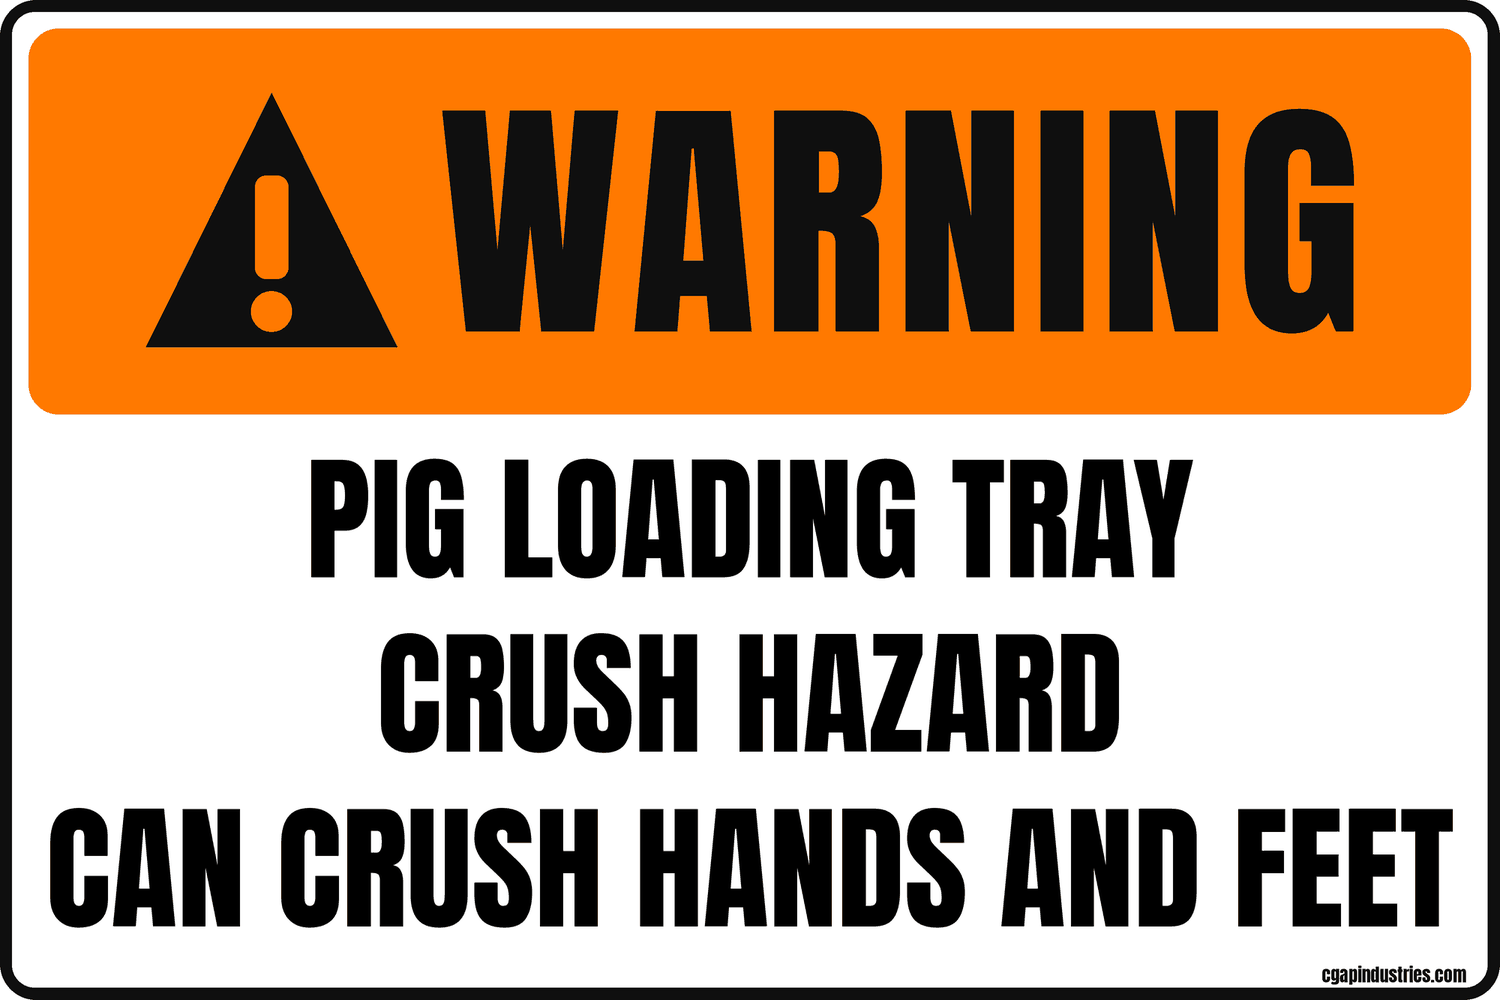 WARNING
PIG LOADING TRAY
CRUSH HAZARD
CAN CRUSH HANDS AND FEET
cgapindustries.com